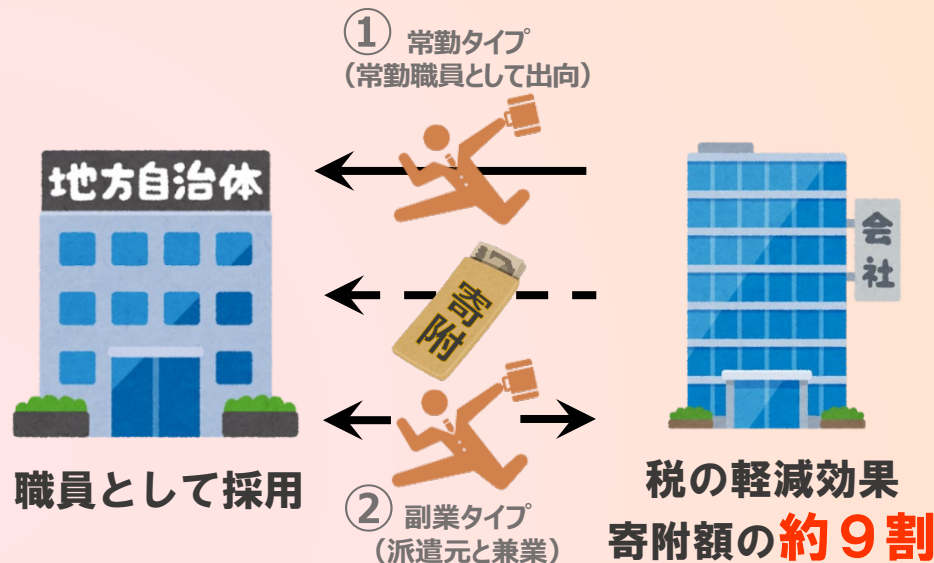 ① 常勤タイプ
（常勤職員として出向）
地方自治体
会社
寄附
職員として採用
② 副業タイプ
（派遣元と兼業）
税の軽減効果
寄附額の約９割